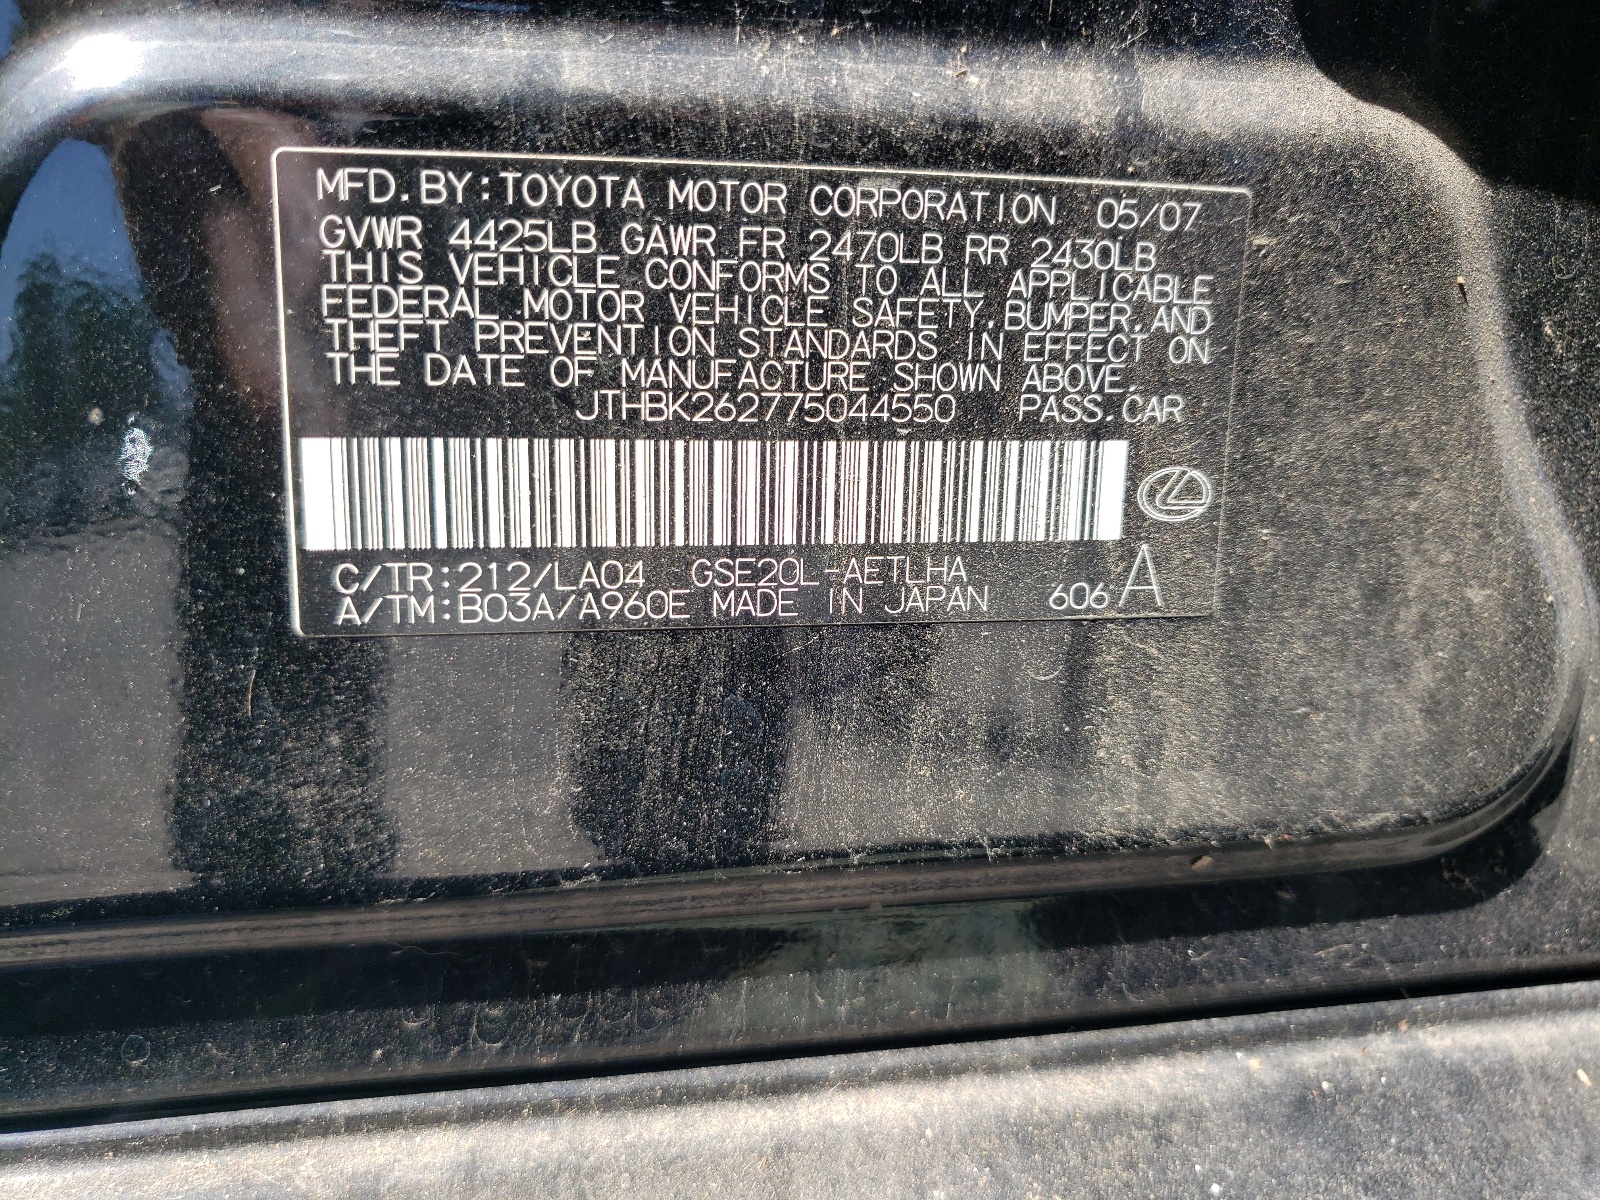 MFD. BY: TOYOTA MOTOR CORPORATION 05/07
GVWR 4425LB GAWR FR 2470LB RR 2430LB
THIS VEHICLE CONFORMS TO ALL APPLICABLE
FEDERAL MOTOR VEHICLE SAFETY, BUMPER, AND
THEFT PREVENTION STANDARDS IN EFFECT ON
THE DATE OF MANUFACTURE SHOWN ABOVE.
JTHBK262775044550 PASS. CAR
C/TR: 212/LA04 GSE20L-AETLHA
A/TM: B03A/A960E MADE IN JAPAN 606 A